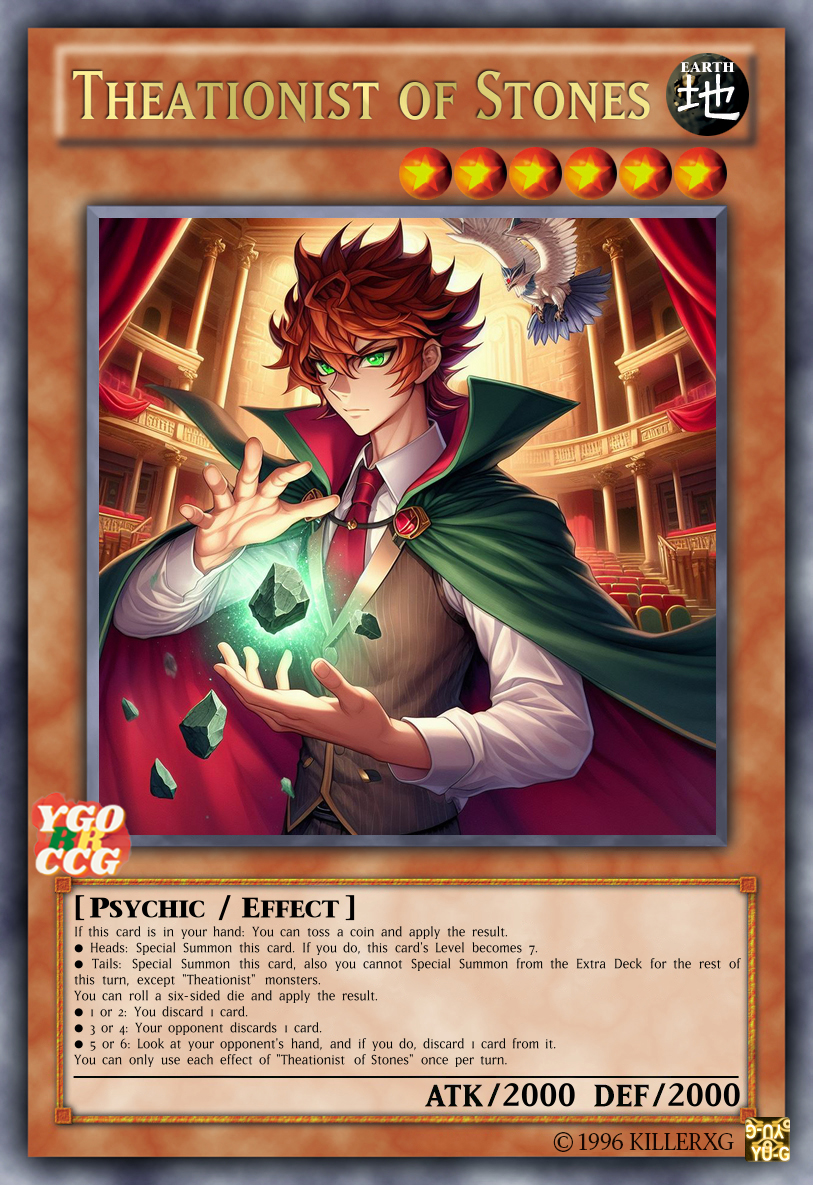 Theationist of Stones
EARTH
地
[ Psychic / Effect ]
If this card is in your hand: You can toss a coin and apply the result.
● Heads: Special Summon this card. If you do, this card's Level becomes 7.
● Tails: Special Summon this card, also you cannot Special Summon from the Extra Deck for the rest of
this turn, except "Theationist" monsters.
You can roll a six-sided die and apply the result.
● 1 or 2: You discard 1 card.
● 3 or 4: Your opponent discards 1 card.
● 5 or 6: Look at your opponent's hand, and if you do, discard 1 card from it.
You can only use each effect of "Theationist of Stones" once per turn.
ATK/2000 DEF/2000
YGO
BR
CCG
© 1996 KILLERXG
YU-G